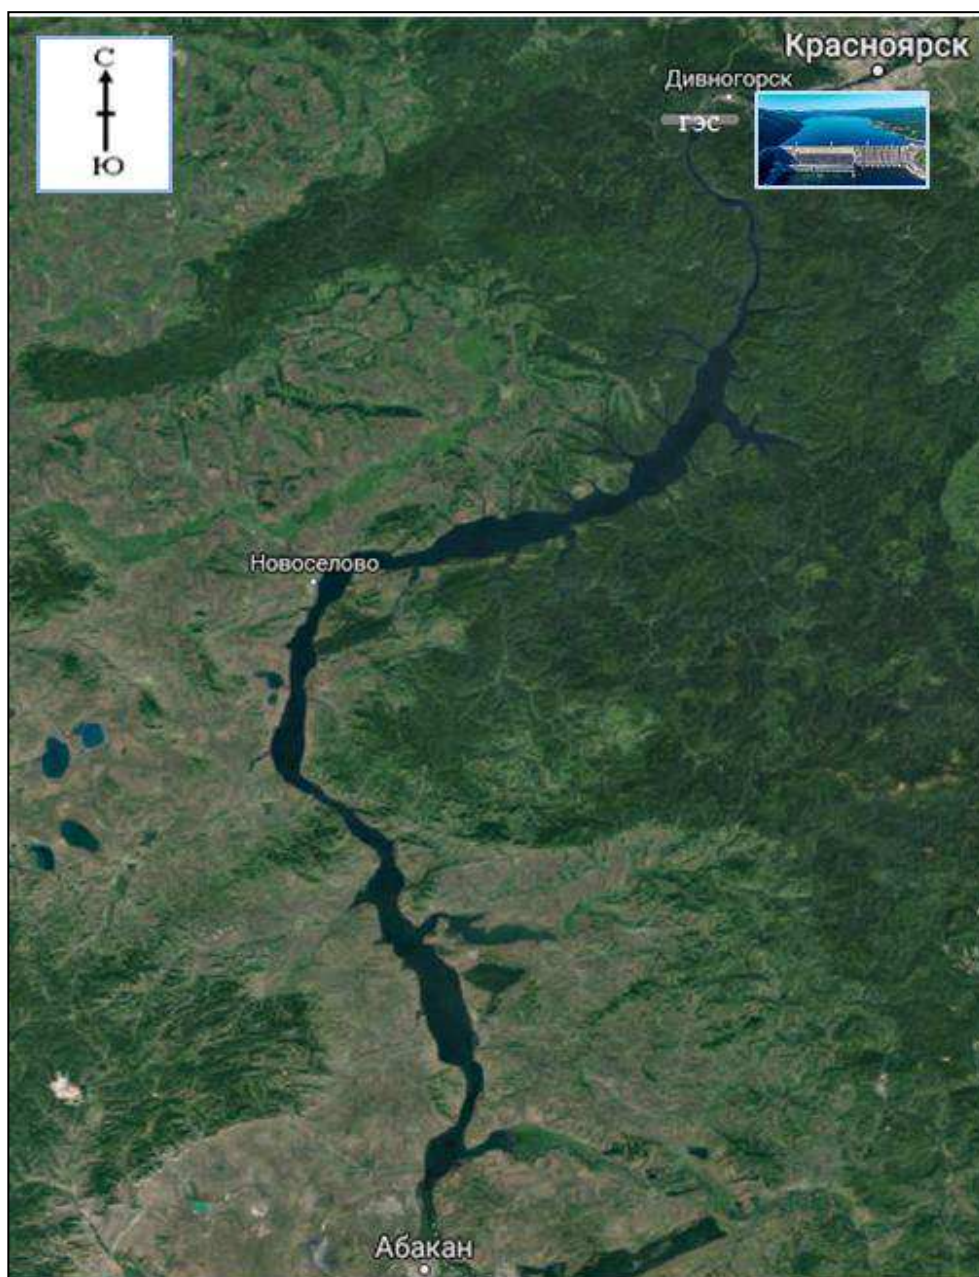 С
Ю
Красноярск
Дивногорск
ГЭС
Новоселово
Абакан